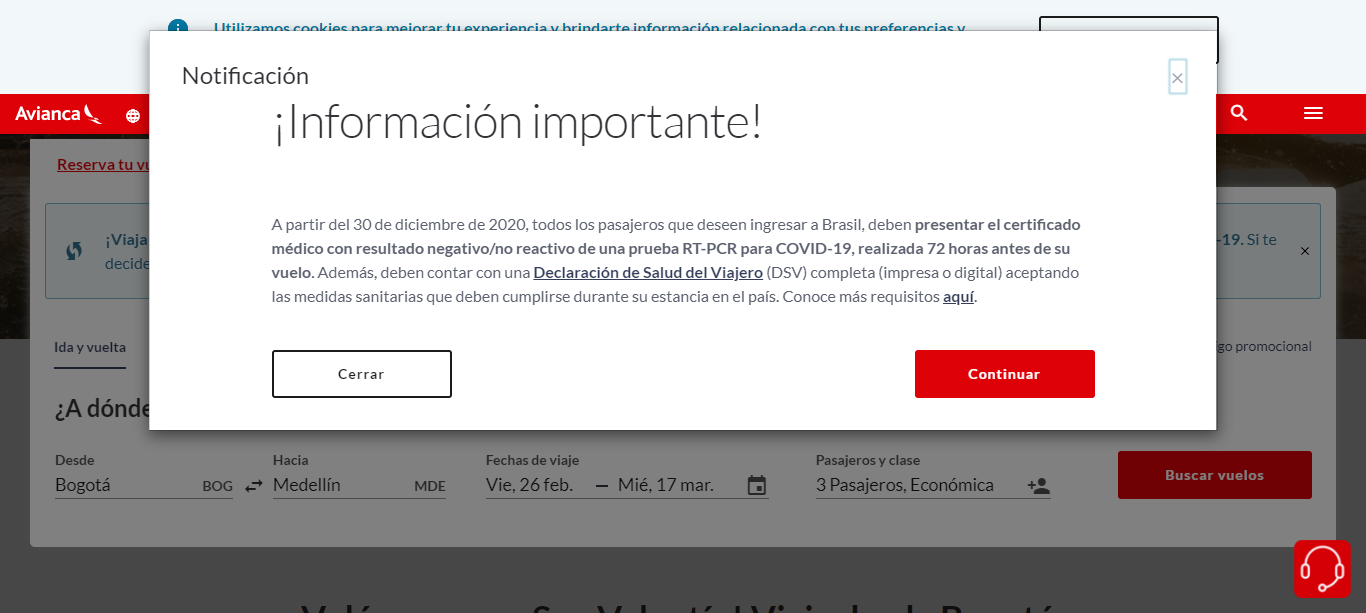 Utilizamos cookies para mejorar tu experiencia y brindarte información relacionada con tus preferencias y
Notificación
×
¡Información importante!
Avianca
Reserva tu
A partir del 30 de diciembre de 2020, todos los pasajeros que deseen ingresar a Brasil, deben presentar el certificado
médico con resultado negativo/no reactivo de una prueba RT-PCR para COVID-19, realizada 72 horas antes de su
vuelo. Además, deben contar con una Declaración de Salud del Viajero (DSV) completa (impresa o digital) aceptando
las medidas sanitarias que deben cumplirse durante su estancia en el país. Conoce más requisitos aquí.
¡Viaja
-19. Si te
decide
×
Cerrar
Continuar
Ida y vuelta
promocional
¿A dónde
Desde
Hacia
Fechas de viaje
Pasajeros y clase
Bogotá BOG
Medellín MDE
Vie, 26 feb. — Mié, 17 mar.
3 Pasajeros, Económica
Buscar vuelos